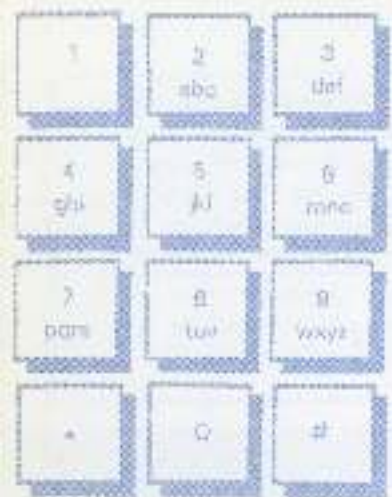 1 2 3
abc def
4 5 6
ghi jkl mno
7 8 9
pqrs tuv wxyz
* 0 #